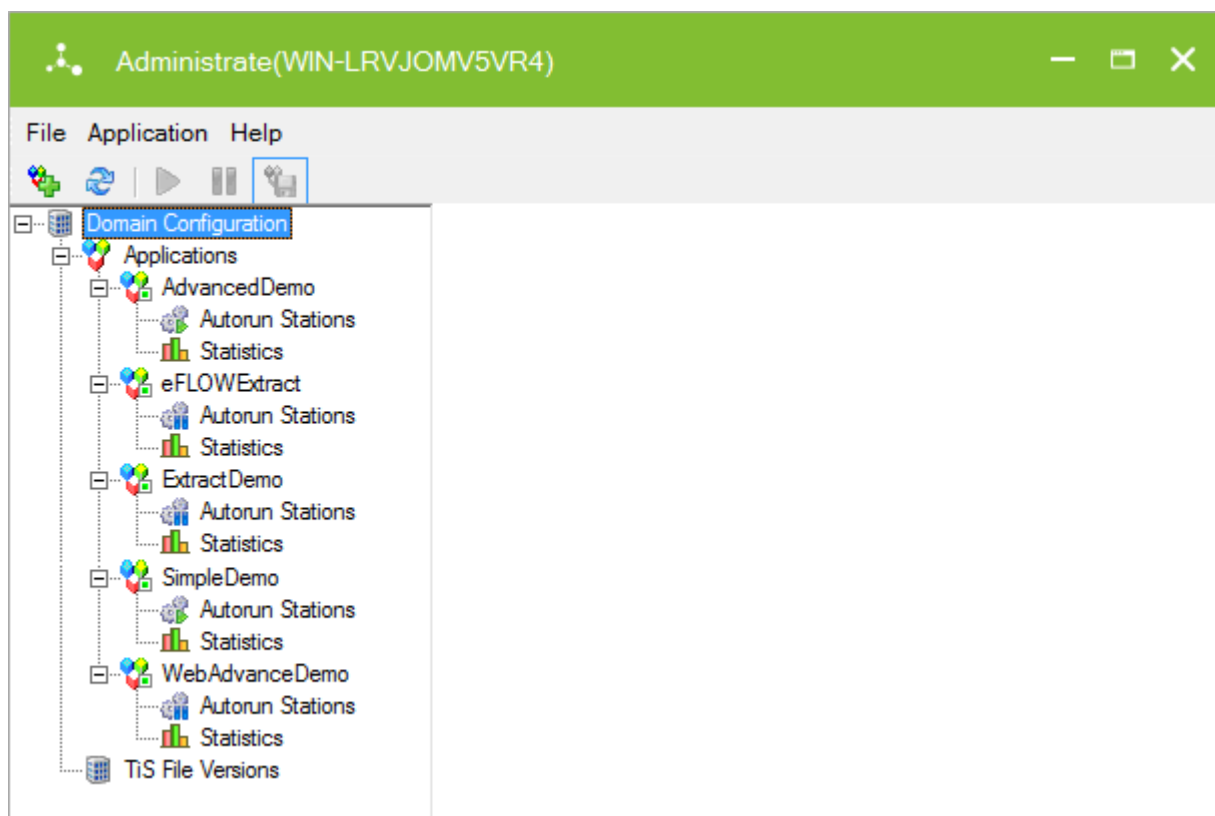 Administrate(WIN-LRVJOMV5VR4)
File Application Help
Domain Configuration
Applications
AdvancedDemo
Autorun Stations
Statistics
eFLOWExtract
Autorun Stations
Statistics
ExtractDemo
Autorun Stations
Statistics
SimpleDemo
Autorun Stations
Statistics
WebAdvanceDemo
Autorun Stations
Statistics
TiS File Versions